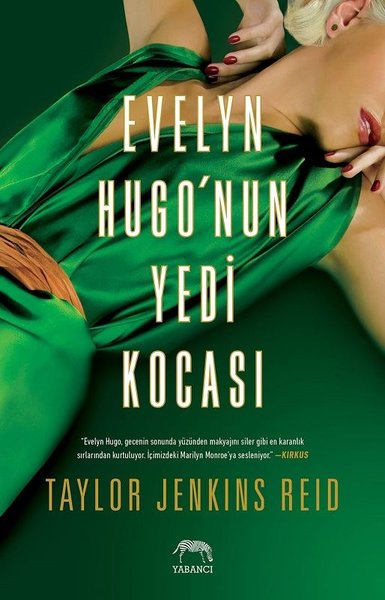 EVELYN
HUGO'NUN
YEDİ
KOCASI
"Evelyn Hugo, gecenin sonunda yüzünden makyajını siler gibi en karanlık
sırlarından kurtuluyor. İçimizdeki Marilyn Monroe'ya sesleniyor." —KIRKUS
TAYLOR JENKINS REID
YABANCI